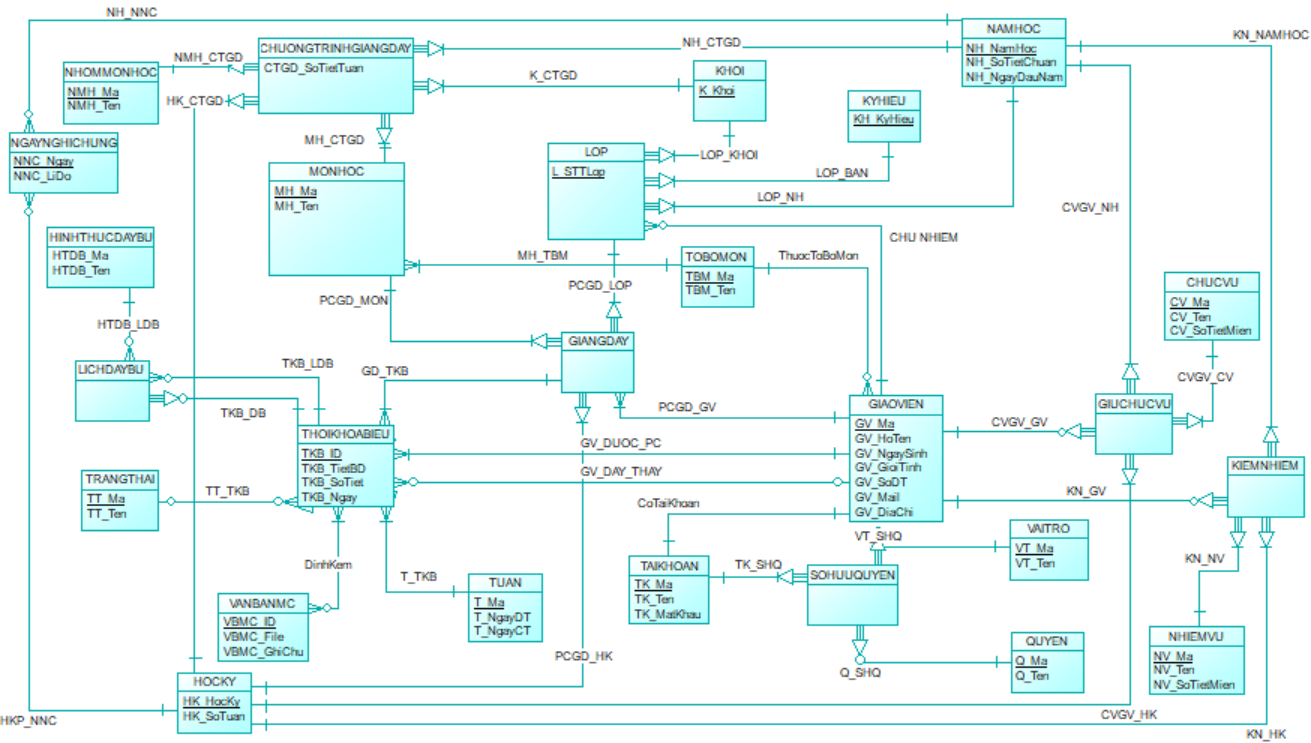 NH_NNC
NAMHOC
NH_NamHoc
NH_SoTietChuan
NH_NgayDauNam
KN_NAMHOC
CHUONGTRINHGIANGDAY
CTGD_SoTietTuan
NH_CTGD
NMH_CTGD
NHOMMONHOC
NMH_Ma
NMH_Ten
K_CTGD
KHOI
K_Khoi
HK_CTGD
KYHIEU
KH_KyHieu
NGAYNGHICHUNG
NNC_Ngay
NNC_LiDo
MH_CTGD
MONHOC
MH_Ma
MH_Ten
LOP
L_STTLop
LOP_KHOI
LOP_BAN
LOP_NH
CVGV_NH
CHU NHIEM
HINHTHUCDAYBU
HTDB_Ma
HTDB_Ten
MH_TBM
TOBOMON
TBM_Ma
TBM_Ten
ThuocToBoMon
PCGD_LOP
PCGD_MON
CHUCVU
CV_Ma
CV_Ten
CV_SoTietMien
HTDB_LDB
GIANGDAY
LICHDAYBU
TKB_LDB
GD_TKB
CVGV_CV
TKB_DB
PCGD_GV
GIAOVIEN
GV_Ma
GV_HoTen
GV_NgaySinh
GV_GioiTinh
GV_SoDT
GV_Mail
GV_DiaChi
CVGV_GV
GIUCHUCVU
THOIKHOABIEU
TKB_ID
TKB_TietBD
TKB_SoTiet
TKB_Ngay
GV_DUOC_PC
GV_DAY_THAY
TRANGTHAI
TT_Ma
TT_Ten
TT_TKB
KN_GV
KIEMNHIEM
CoTaiKhoan
VT_SHQ
VAITRO
VT_Ma
VT_Ten
KN_NV
DinhKem
TAIKHOAN
TK_Ma
TK_Ten
TK_MatKhau
TK_SHQ
SOHUUQUYEN
T_TKB
TUAN
T_Ma
T_NgayDT
T_NgayCT
VANBANMC
VBMC_ID
VBMC_File
VBMC_GhiChu
QUYEN
Q_Ma
Q_Ten
Q_SHQ
NHIEMVU
NV_Ma
NV_Ten
NV_SoTietMien
PCGD_HK
HOCKY
HK_HocKy
HK_SoTuan
HKP_NNC
CVGV_HK
KN_HK